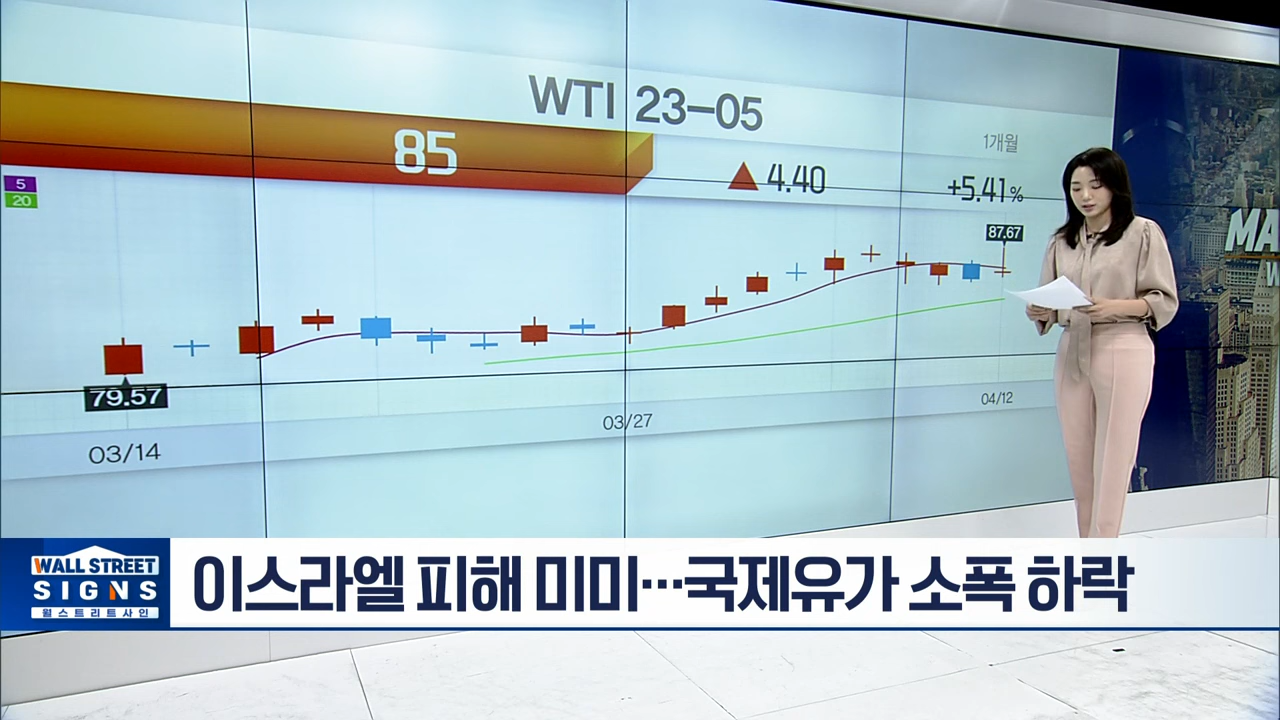 WTI 23-05
85
1개월
▲ 4.40
+5.41%
5
20
87.67
79.57
03/14
03/27
04/12
MA
W
WALL STREET
SIGNS
월스트리트사인
이스라엘 피해 미미…국제유가 소폭 하락